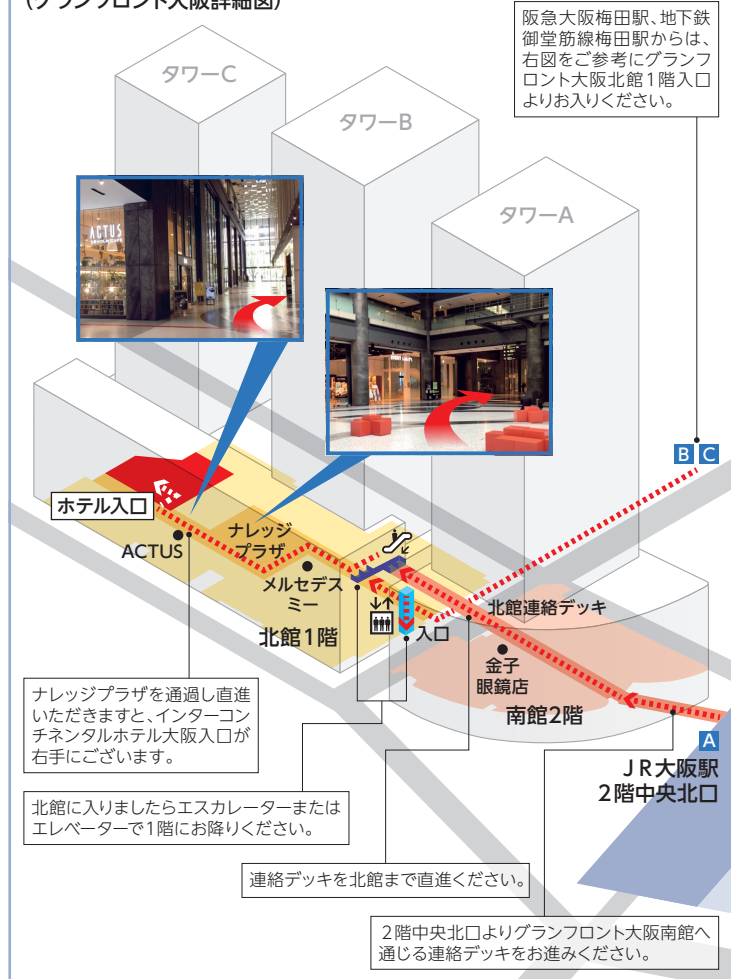 (グランフロント大阪詳細図)
阪急大阪梅田駅、地下鉄
御堂筋線梅田駅からは、
右図をご参考にグランフ
ロント大阪北館1階入口
よりお入りください。
タワーC
タワーB
タワーA
ACTUS
B C
ホテル入口
ACTUS
ナレッジ
プラザ
メルセデス
ミー
北館1階
入口
北館連絡デッキ
金子
眼鏡店
南館2階
A
JR大阪駅
2階中央北口
ナレッジプラザを通過し直進
いただきますと、インターコン
チネンタルホテル大阪入口が
右手にございます。
北館に入りましたらエスカレーターまたは
エレベーターで1階にお降りください。
連絡デッキを北館まで直進ください。
2階中央北口よりグランフロント大阪南館へ
通じる連絡デッキをお進みください。